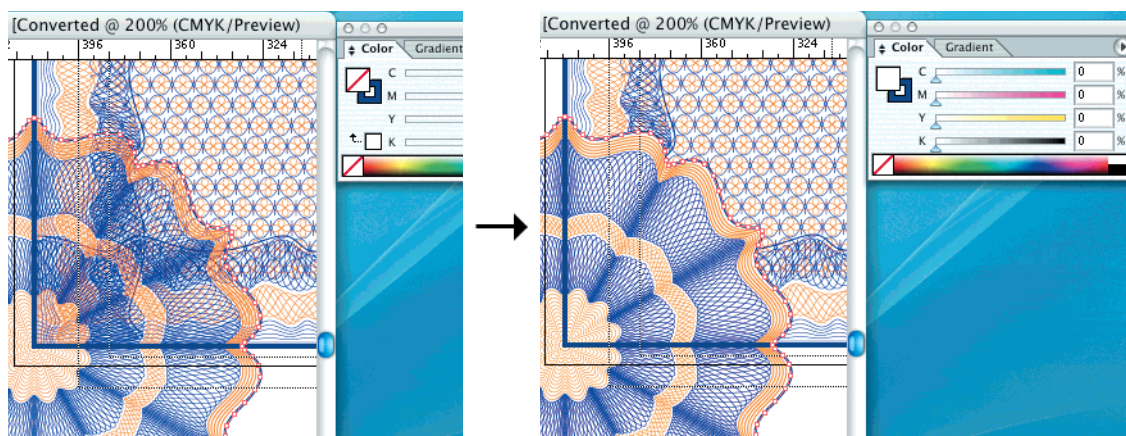 [Converted @ 200% (CMYK/Preview)
396 360 324
Color Gradient
C
M
Y
K
[Converted @ 200% (CMYK/Preview)
396 360 324
Color Gradient
C 0 %
M 0 %
Y 0 %
K 0 %